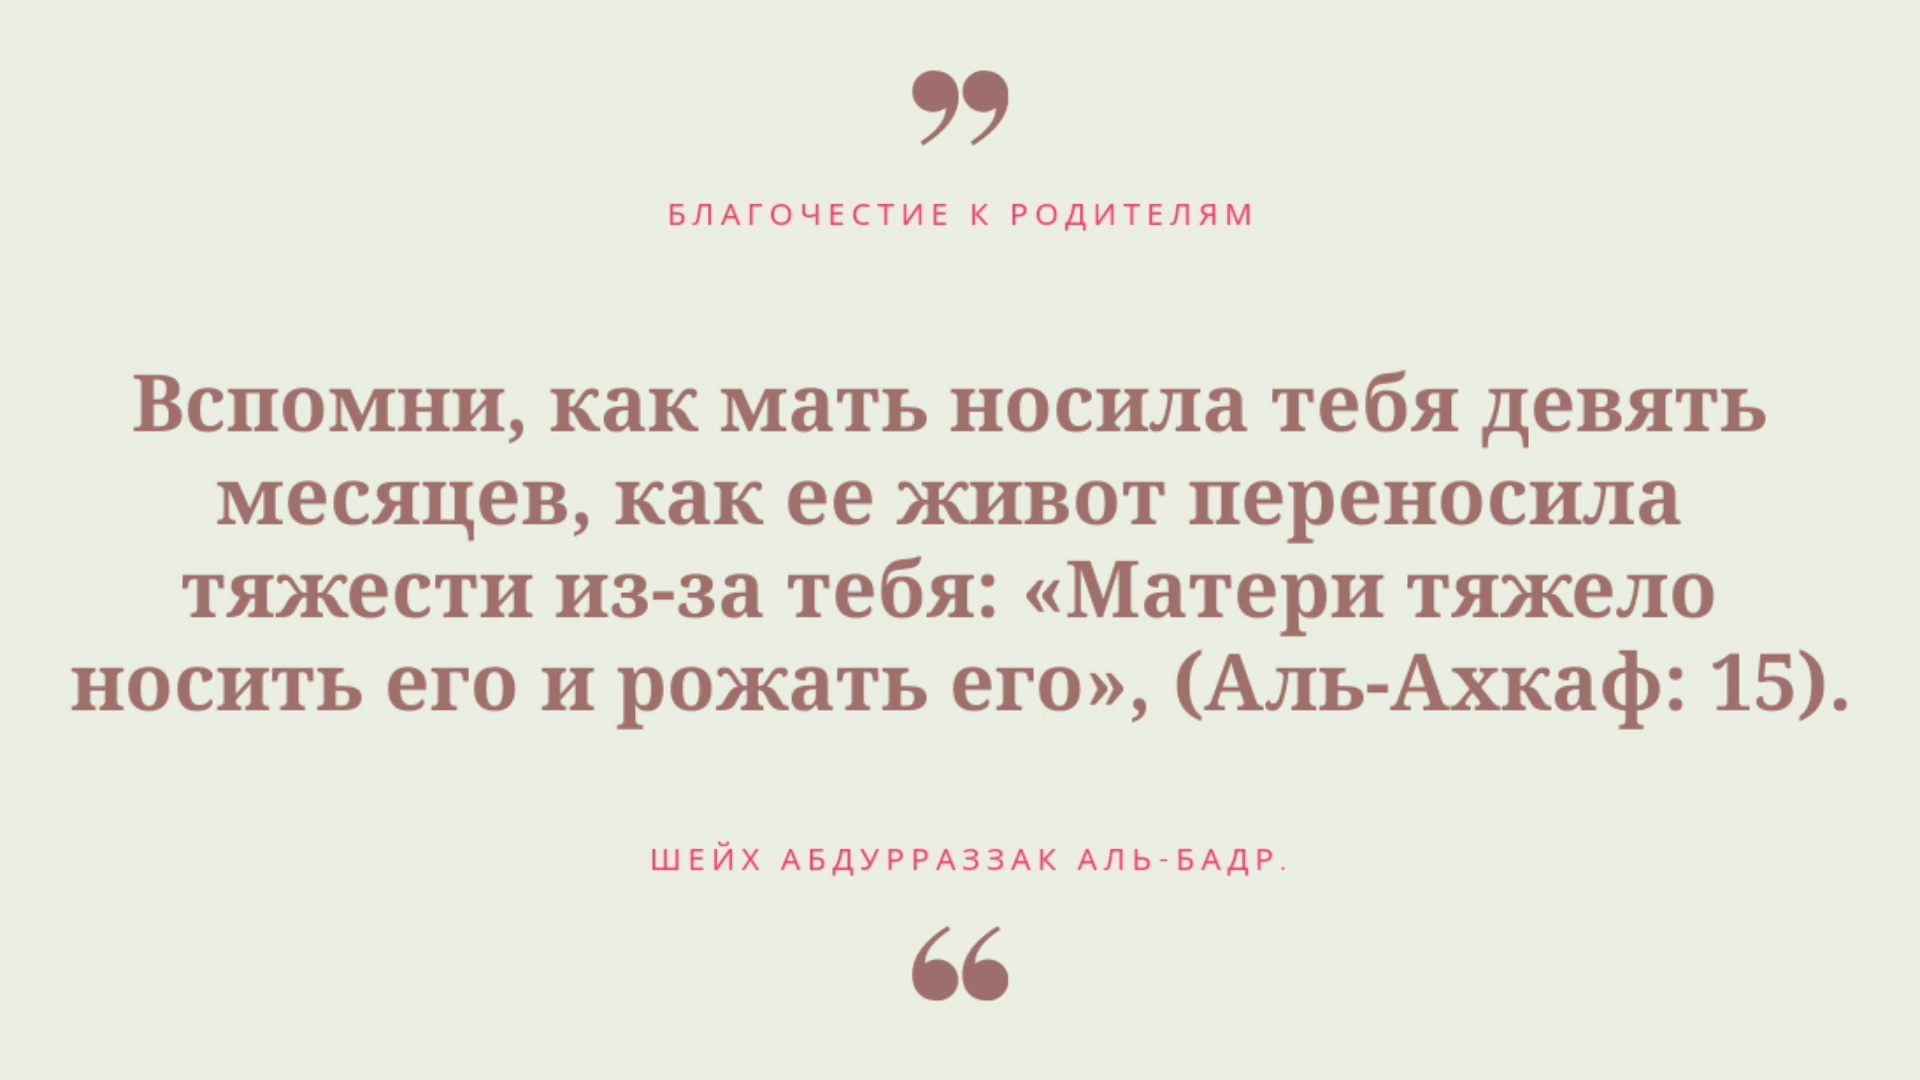 ”
БЛАГОЧЕСТИЕ К РОДИТЕЛЯМ
Вспомни, как мать носила тебя девять
месяцев, как ее живот переносила
тяжести из-за тебя: «Матери тяжело
носить его и рожать его», (Аль-Ахкаф: 15).
ШЕЙХ АБДУРРАЗЗАК АЛЬ-БАДР.
“